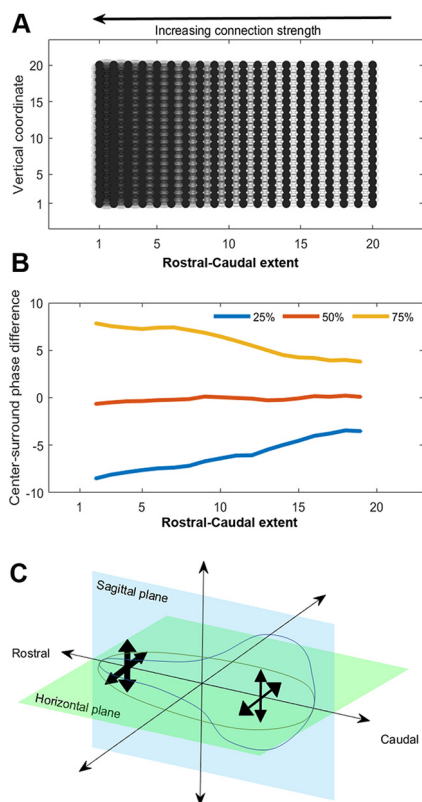 A
Increasing connection strength
Vertical coordinate
20
15
10
5
1
1 5 10 15 20
Rostral-Caudal extent
B
Center-surround phase difference
10
5
0
-5
-10
25% 50% 75%
1 5 10 15 20
Rostral-Caudal extent
C
Sagittal plane
Rostral
Horizontal plane
Caudal